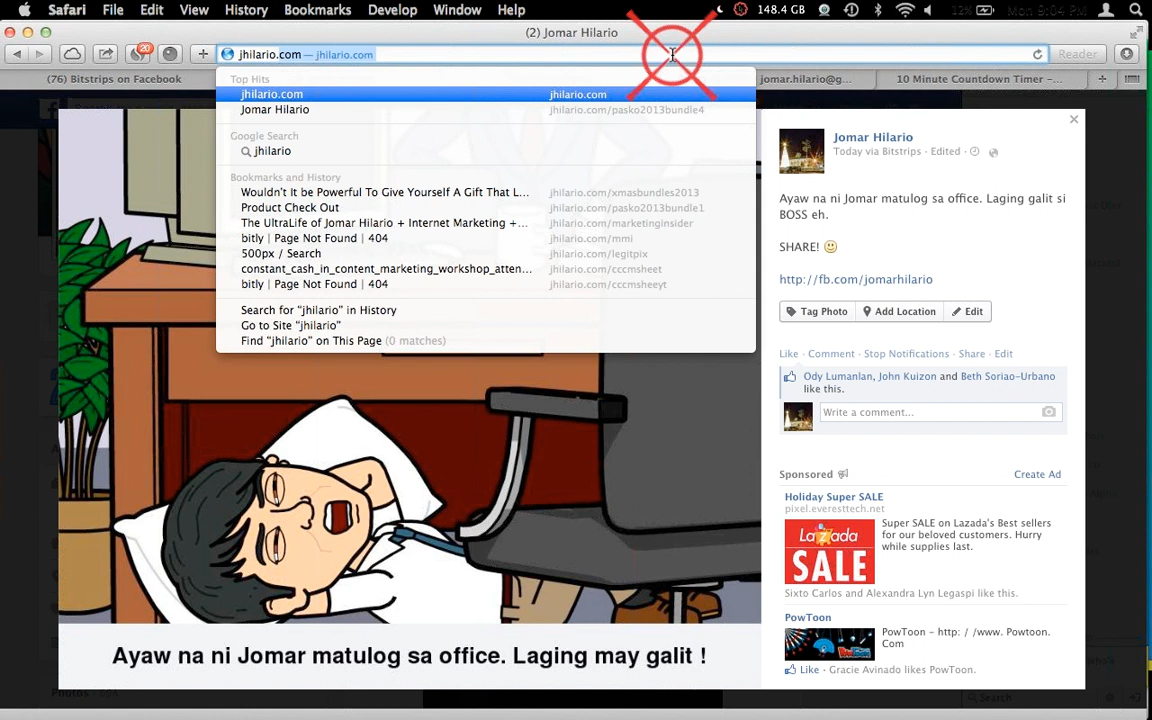 Safari File Edit View History Bookmarks Develop Window Help 148.4 GB 12% Mon 9:04 PM
(2) Jomar Hilario
20 jhilario.com — jhilario.com Reader
(76) Bitstrips on Facebook jomar.hilario@g... 10 Minute Countdown Timer -...
Top Hits
jhilario.com jhilario.com
Jomar Hilario jhilario.com/pasko2013bundle4
Google Search
jhilario
Bookmarks and History
Wouldn't It be Powerful To Give Yourself A Gift That L... jhilario.com/xmasbundles2013
Product Check Out jhilario.com/pasko2013bundle1
The UltraLife of Jomar Hilario + Internet Marketing +... jhilario.com/marketinginsider
bitly | Page Not Found | 404 jhilario.com/mmi
500px / Search jhilario.com/legitpix
constant_cash_in_content_marketing_workshop_atten... jhilario.com/cccmsheet
bitly | Page Not Found | 404 jhilario.com/cccmsheeyt
Search for "jhilario" in History
Go to Site "jhilario"
Find "jhilario" on This Page (0 matches)
Ayaw na ni Jomar matulog sa office. Laging may galit !
Jomar Hilario
Today via Bitstrips · Edited ·
Ayaw na ni Jomar matulog sa office. Laging galit si
BOSS eh.
SHARE!
http://fb.com/jomarhilario
Tag Photo Add Location Edit
Like · Comment · Stop Notifications · Share · Edit
Ody Lumanlan, John Kuizon and Beth Soriao-Urbano
like this.
Write a comment...
Sponsored Create Ad
Holiday Super SALE
pixel.everesttech.net
Lazada
SALE
Super SALE on Lazada's Best sellers
for our beloved customers. Hurry
while supplies last.
Sixto Carlos and Alexandra Lyn Legaspi like this.
PowToon
PowToon - http: / /www. Powtoon.
Com
Like · Gracie Avinado likes PowToon.
Photos
Search